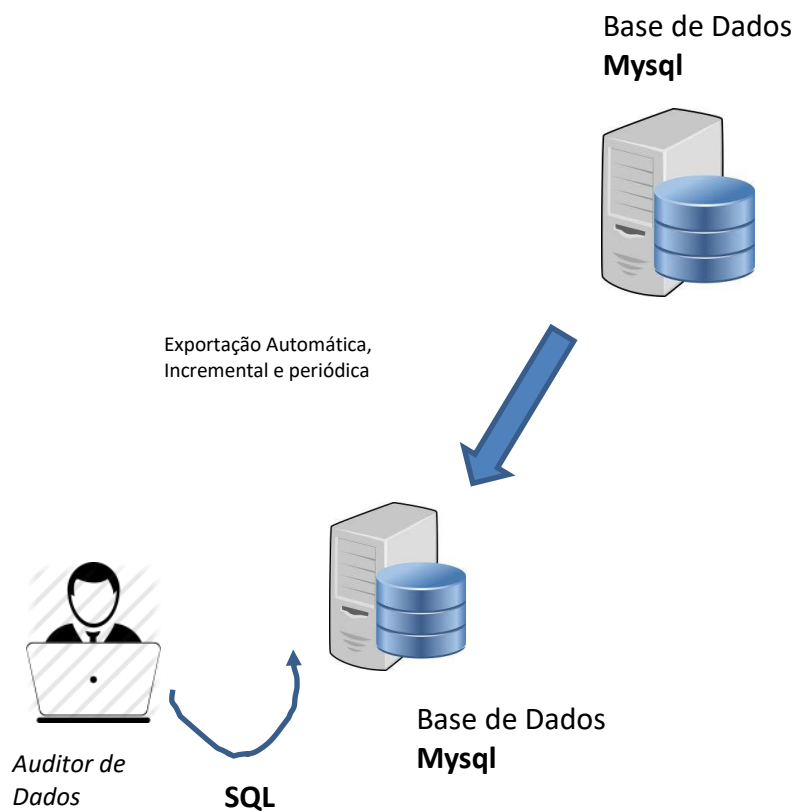 Base de Dados
Mysql
Exportação Automática,
Incremental e periódica
Base de Dados
Mysql
Auditor de
Dados
SQL